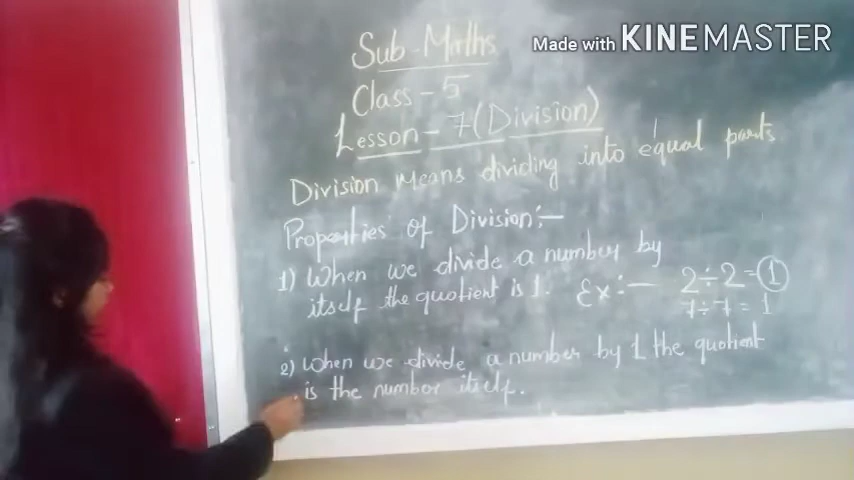 Made with KINEMASTER
Sub - Maths
Class - 5
Lesson - 7 (Division)
Division means dividing into equal parts
Properties of Division:-
1) When we divide a number by
itself the quotient is 1. Ex:- 2÷2=1
7÷7=1
2) When we divide a number by 1 the quotient
is the number itself.